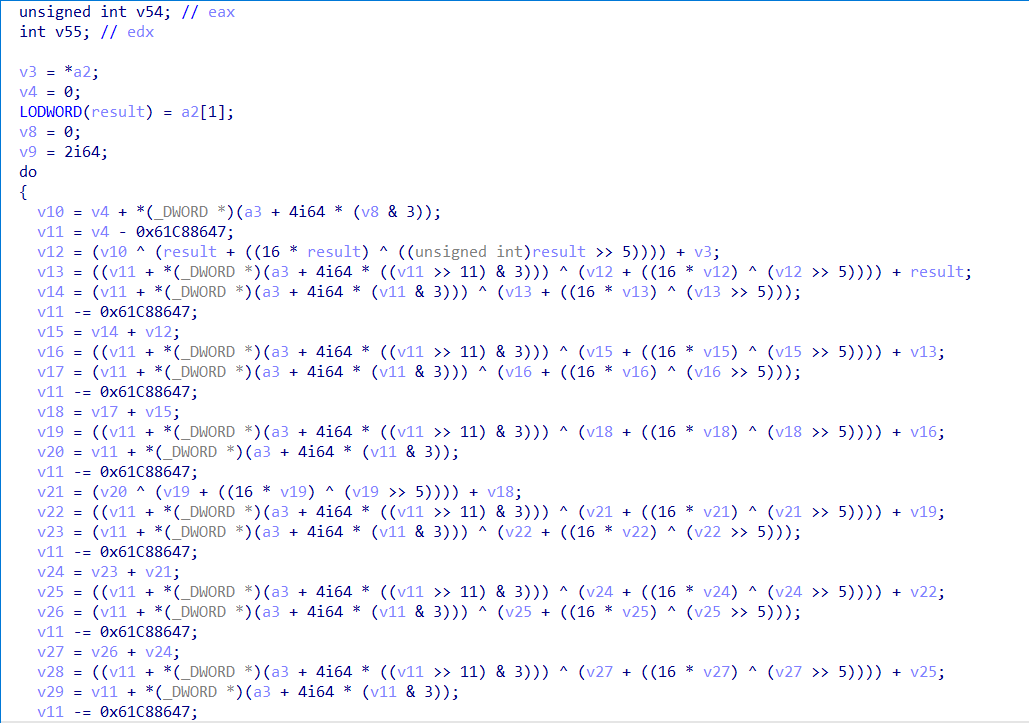 unsigned int v54; // eax
int v55; // edx
v3 = *a2;
v4 = 0;
LODWORD(result) = a2[1];
v8 = 0;
v9 = 2i64;
do
{
v10 = v4 + *(_DWORD *)(a3 + 4i64 * (v8 & 3));
v11 = v4 - 0x61C88647;
v12 = (v10 ^ (result + ((16 * result) ^ ((unsigned int)result >> 5)))) + v3;
v13 = ((v11 + *(_DWORD *)(a3 + 4i64 * ((v11 >> 11) & 3))) ^ (v12 + ((16 * v12) ^ (v12 >> 5)))) + result;
v14 = (v11 + *(_DWORD *)(a3 + 4i64 * (v11 & 3))) ^ (v13 + ((16 * v13) ^ (v13 >> 5)));
v11 -= 0x61C88647;
v15 = v14 + v12;
v16 = ((v11 + *(_DWORD *)(a3 + 4i64 * ((v11 >> 11) & 3))) ^ (v15 + ((16 * v15) ^ (v15 >> 5)))) + v13;
v17 = (v11 + *(_DWORD *)(a3 + 4i64 * (v11 & 3))) ^ (v16 + ((16 * v16) ^ (v16 >> 5)));
v11 -= 0x61C88647;
v18 = v17 + v15;
v19 = ((v11 + *(_DWORD *)(a3 + 4i64 * ((v11 >> 11) & 3))) ^ (v18 + ((16 * v18) ^ (v18 >> 5)))) + v16;
v20 = v11 + *(_DWORD *)(a3 + 4i64 * (v11 & 3));
v11 -= 0x61C88647;
v21 = (v20 ^ (v19 + ((16 * v19) ^ (v19 >> 5)))) + v18;
v22 = ((v11 + *(_DWORD *)(a3 + 4i64 * ((v11 >> 11) & 3))) ^ (v21 + ((16 * v21) ^ (v21 >> 5)))) + v19;
v23 = (v11 + *(_DWORD *)(a3 + 4i64 * (v11 & 3))) ^ (v22 + ((16 * v22) ^ (v22 >> 5)));
v11 -= 0x61C88647;
v24 = v23 + v21;
v25 = ((v11 + *(_DWORD *)(a3 + 4i64 * ((v11 >> 11) & 3))) ^ (v24 + ((16 * v24) ^ (v24 >> 5)))) + v22;
v26 = (v11 + *(_DWORD *)(a3 + 4i64 * (v11 & 3))) ^ (v25 + ((16 * v25) ^ (v25 >> 5)));
v11 -= 0x61C88647;
v27 = v26 + v24;
v28 = ((v11 + *(_DWORD *)(a3 + 4i64 * ((v11 >> 11) & 3))) ^ (v27 + ((16 * v27) ^ (v27 >> 5)))) + v25;
v29 = v11 + *(_DWORD *)(a3 + 4i64 * (v11 & 3));
v11 -= 0x61C88647;